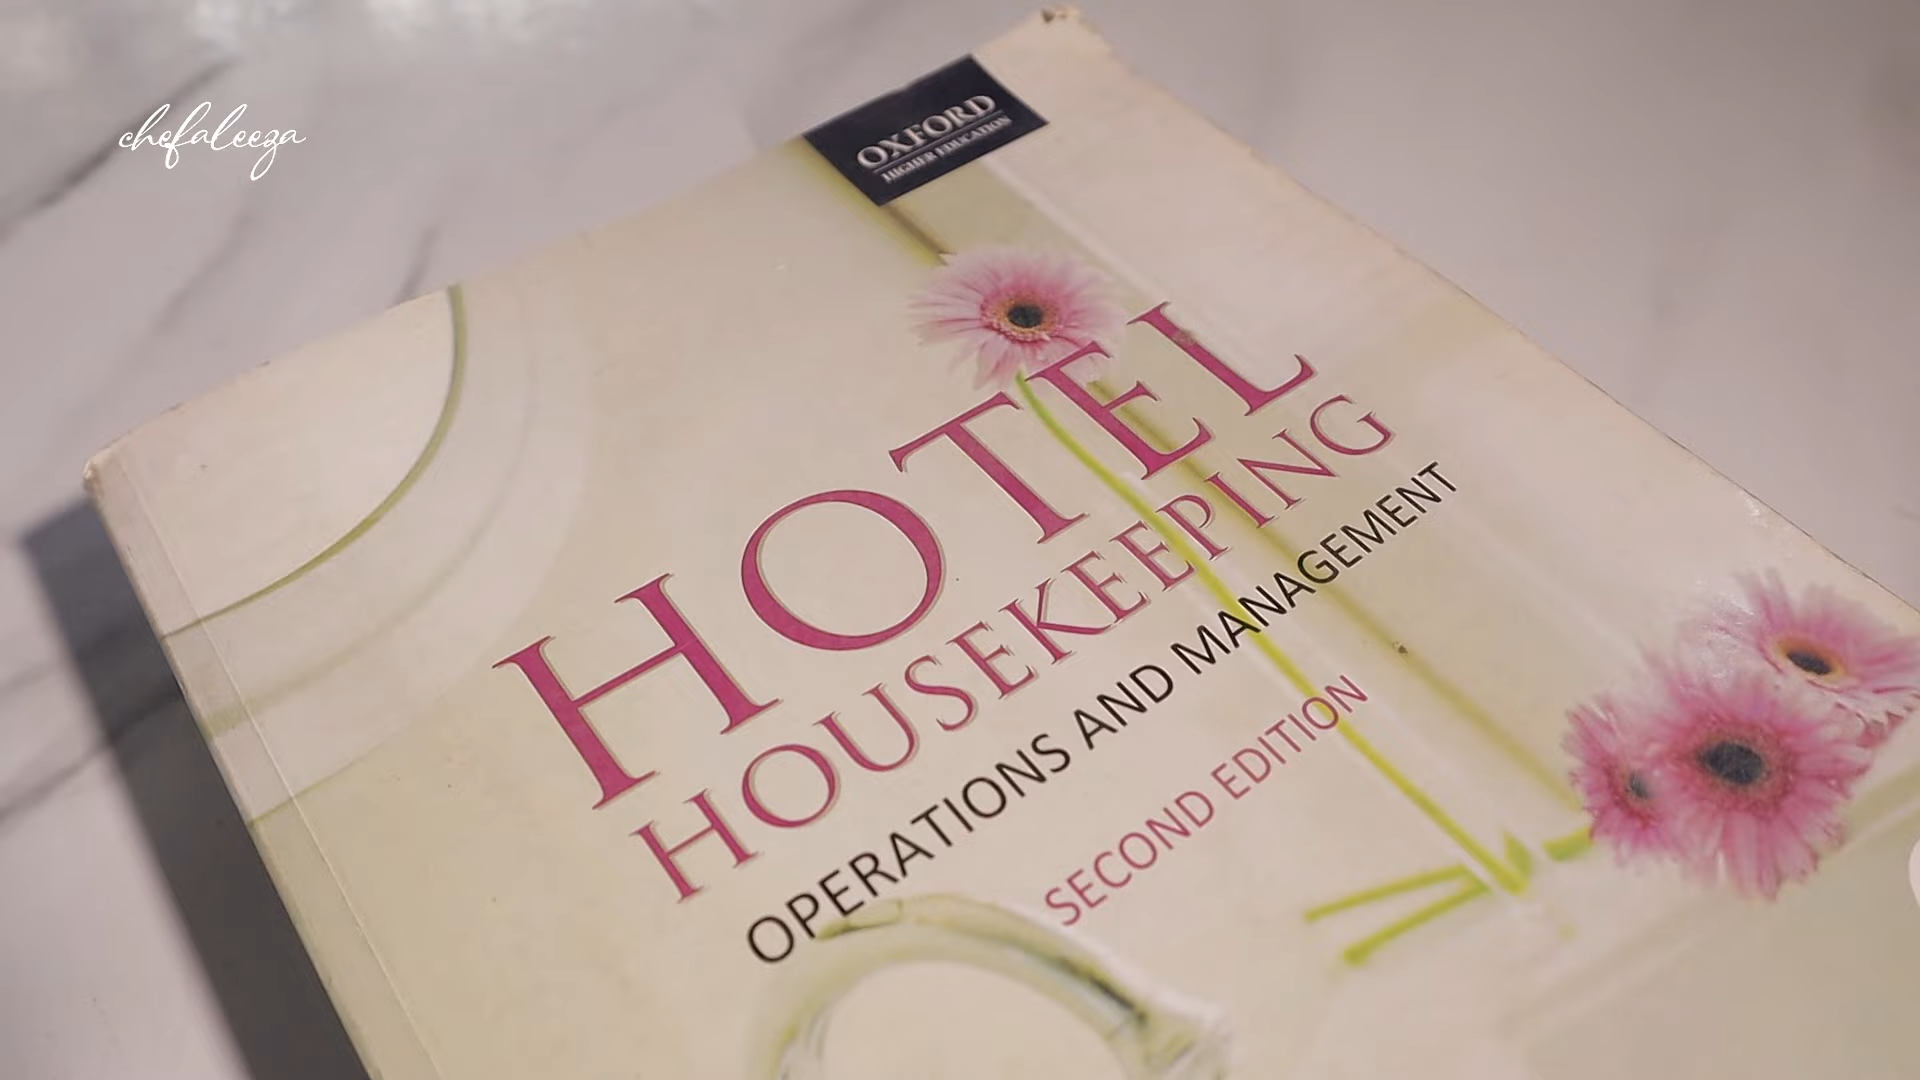 chefaleeza
OXFORD
HIGHER EDUCATION
HOTEL
HOUSEKEEPING
OPERATIONS AND MANAGEMENT
SECOND EDITION